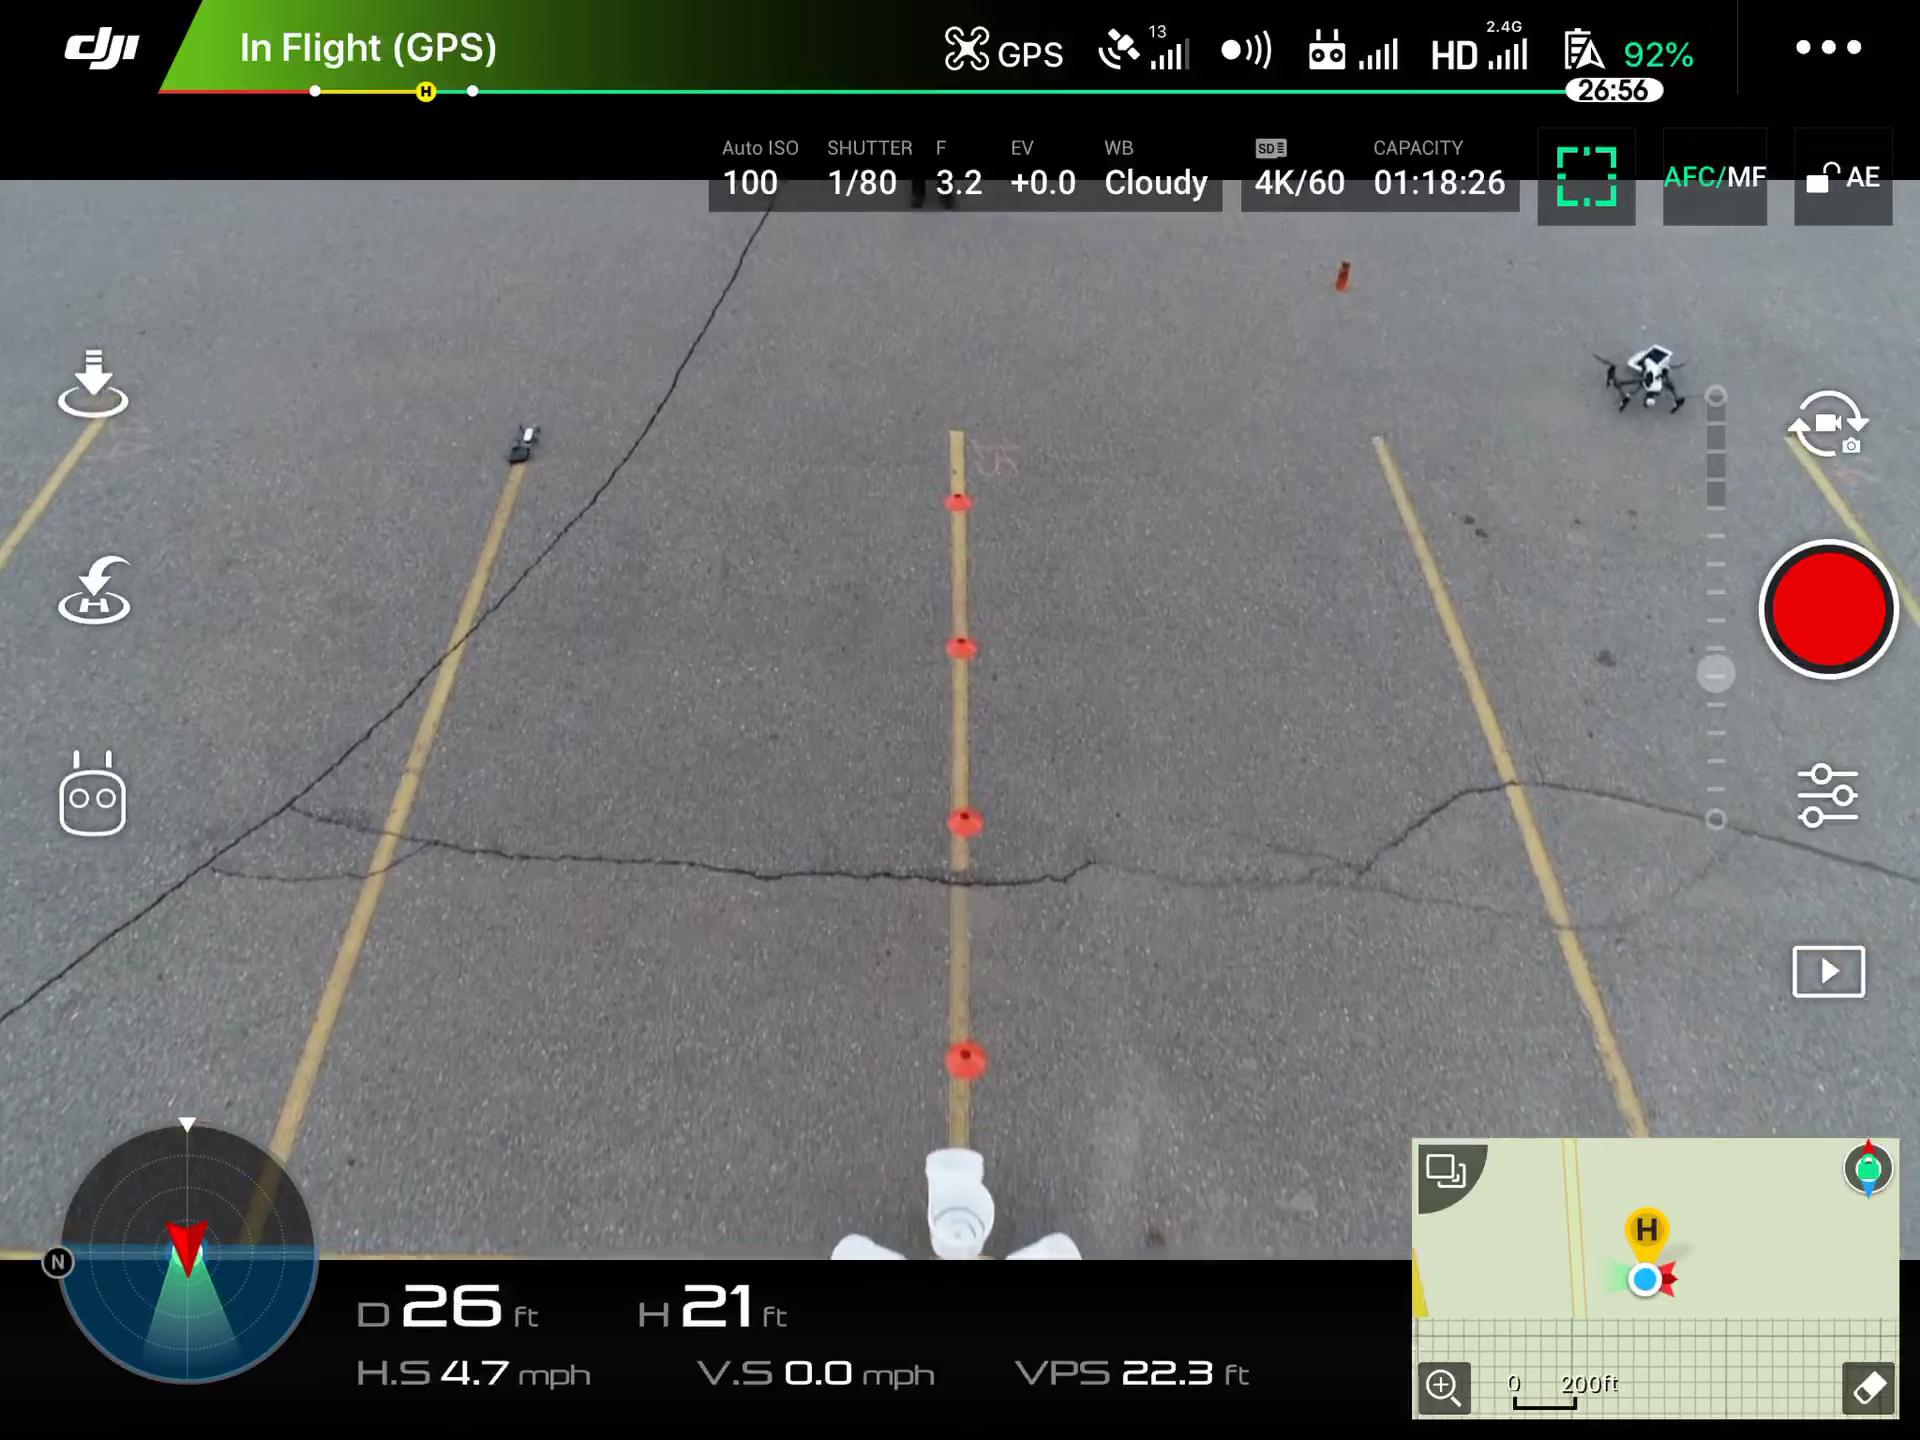 dji
In Flight (GPS)
GPS
13
HD
2.4G
92%
26:56
H
Auto ISO
100
SHUTTER
1/80
F
3.2
EV
+0.0
WB
Cloudy
SD
4K/60
CAPACITY
01:18:26
AFC/MF
AE
H
N
D 26 ft
H 21 ft
H.S 4.7 mph
V.S 0.0 mph
VPS 22.3 ft
H
0 200ft